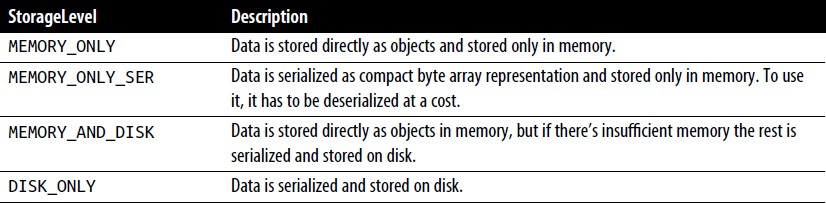 StorageLevel Description
MEMORY_ONLY Data is stored directly as objects and stored only in memory.
MEMORY_ONLY_SER Data is serialized as compact byte array representation and stored only in memory. To use
it, it has to be deserialized at a cost.
MEMORY_AND_DISK Data is stored directly as objects in memory, but if there’s insufficient memory the rest is
serialized and stored on disk.
DISK_ONLY Data is serialized and stored on disk.